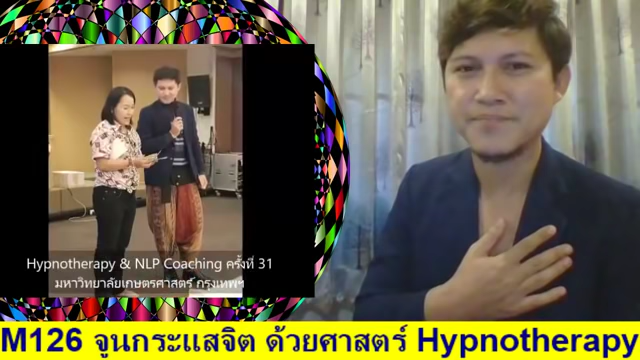 Hypnotherapy & NLP Coaching ครั้งที่ 31
มหาวิทยาลัยเกษตรศาสตร์ กรุงเทพฯ
M126 จูนกระแสจิต ด้วยศาสตร์ Hypnotherapy